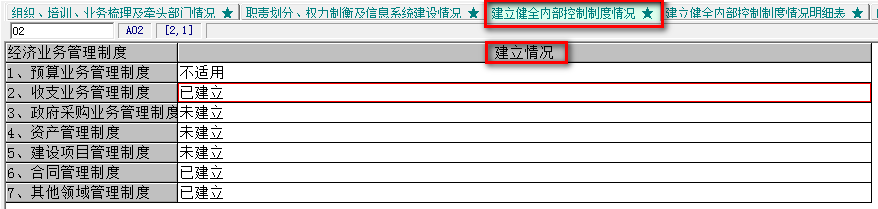 组织、培训、业务梳理及牵头部门情况 ★ 职责划分、权力制衡及信息系统建设情况 ★ 建立健全内部控制制度情况 ★ 建立健全内部控制制度情况明细表 ★
02 A02 [2,1]
经济业务管理制度 建立情况
1、预算业务管理制度 不适用
2、收支业务管理制度 已建立
3、政府采购业务管理制度 未建立
4、资产管理制度 未建立
5、建设项目管理制度 未建立
6、合同管理制度 已建立
7、其他领域管理制度 已建立